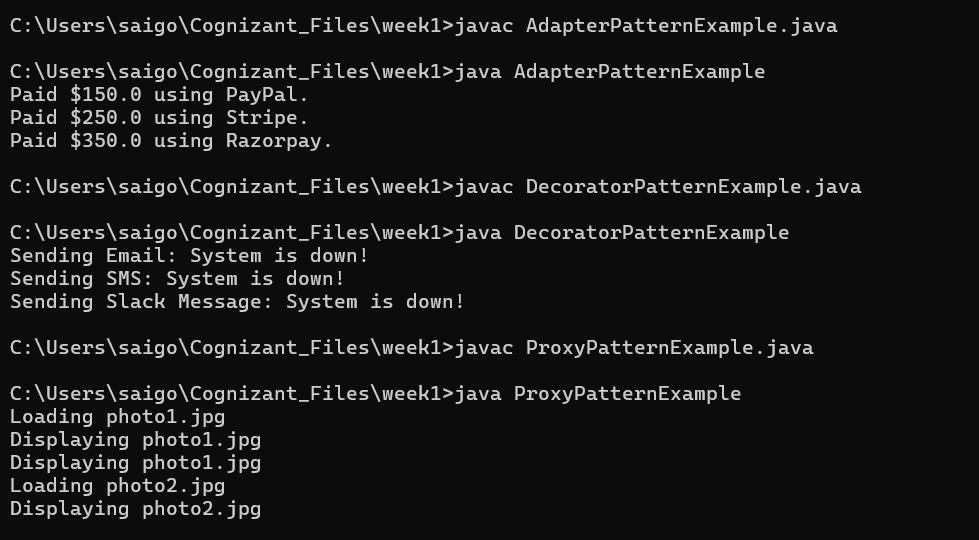 C:\Users\saigo\Cognizant_Files\week1>javac AdapterPatternExample.java
C:\Users\saigo\Cognizant_Files\week1>java AdapterPatternExample
Paid $150.0 using PayPal.
Paid $250.0 using Stripe.
Paid $350.0 using Razorpay.
C:\Users\saigo\Cognizant_Files\week1>javac DecoratorPatternExample.java
C:\Users\saigo\Cognizant_Files\week1>java DecoratorPatternExample
Sending Email: System is down!
Sending SMS: System is down!
Sending Slack Message: System is down!
C:\Users\saigo\Cognizant_Files\week1>javac ProxyPatternExample.java
C:\Users\saigo\Cognizant_Files\week1>java ProxyPatternExample
Loading photo1.jpg
Displaying photo1.jpg
Displaying photo1.jpg
Loading photo2.jpg
Displaying photo2.jpg